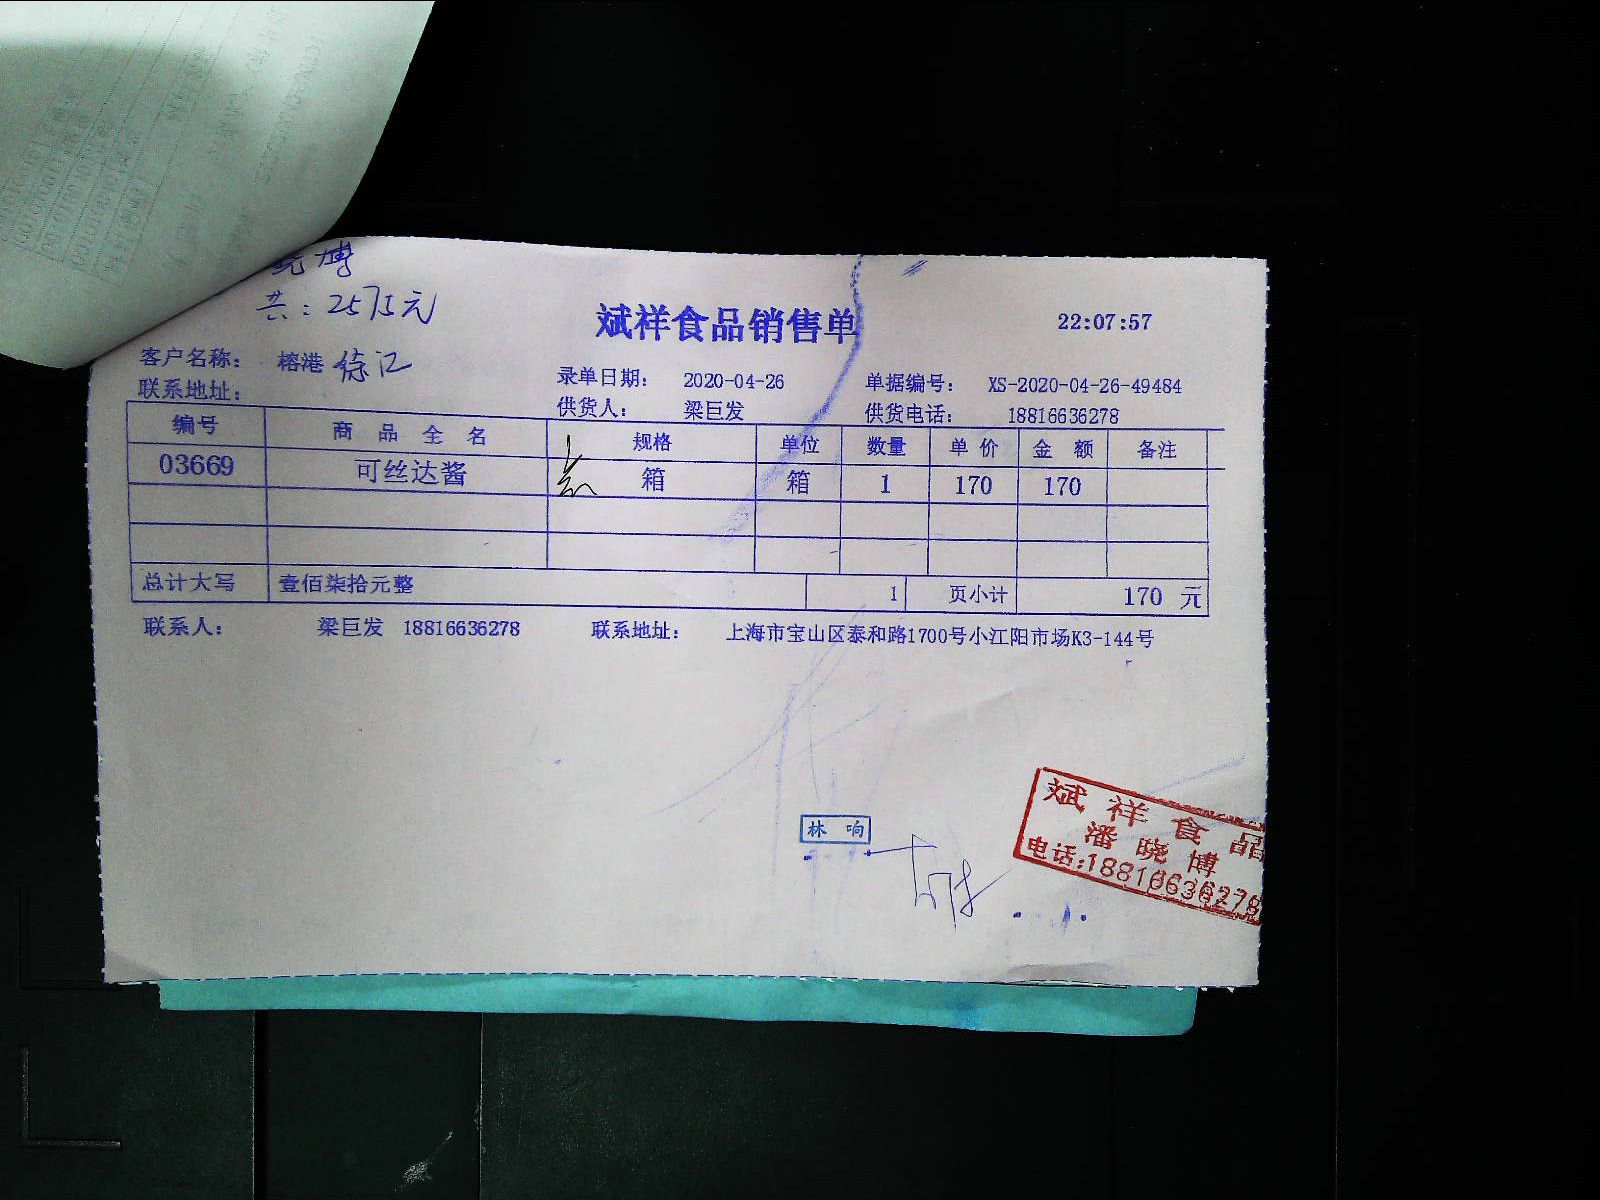 晓博
共：2575元
斌祥食品销售单 22:07:57
客户名称： 榕港 徐汇
录单日期： 2020-04-26 单据编号： XS-2020-04-26-49484
联系地址：
供货人： 梁巨发 供货电话： 18816636278
编号 商品全名 规格 单位 数量 单价 金额 备注
03669 可丝达酱 箱 箱 1 170 170
总计大写 壹佰柒拾元整 1 页小计 170 元
联系人： 梁巨发 18816636278 联系地址： 上海市宝山区泰和路1700号小江阳市场K3-144号
林响
斌祥食品
潘晓博
电话:18816636278